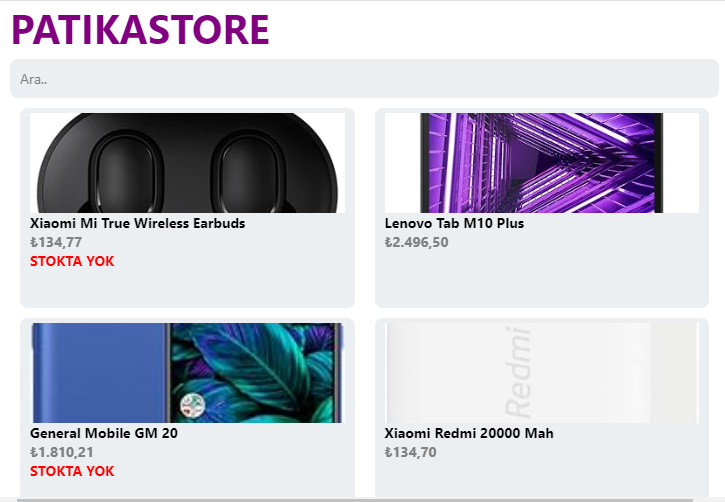 PATIKASTORE
Ara..
Xiaomi Mi True Wireless Earbuds
₺134,77
STOKTA YOK
Lenovo Tab M10 Plus
₺2.496,50
Redmi
General Mobile GM 20
₺1.810,21
STOKTA YOK
Xiaomi Redmi 20000 Mah
₺134,70